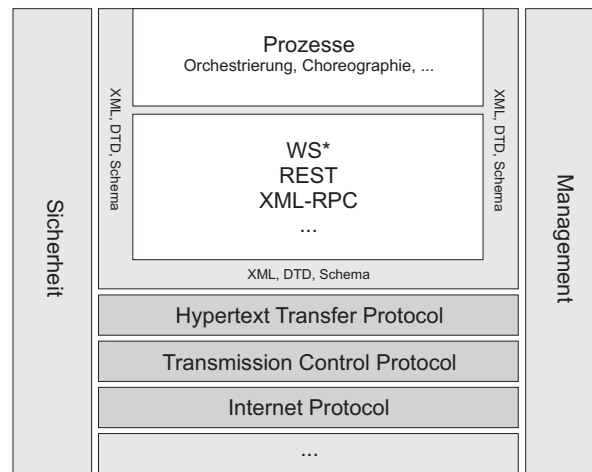 Sicherheit
Prozesse
Orchestrierung, Choreographie, ...
XML, DTD, Schema
XML, DTD, Schema
WS*
REST
XML-RPC
...
XML, DTD, Schema
Management
Hypertext Transfer Protocol
Transmission Control Protocol
Internet Protocol
...